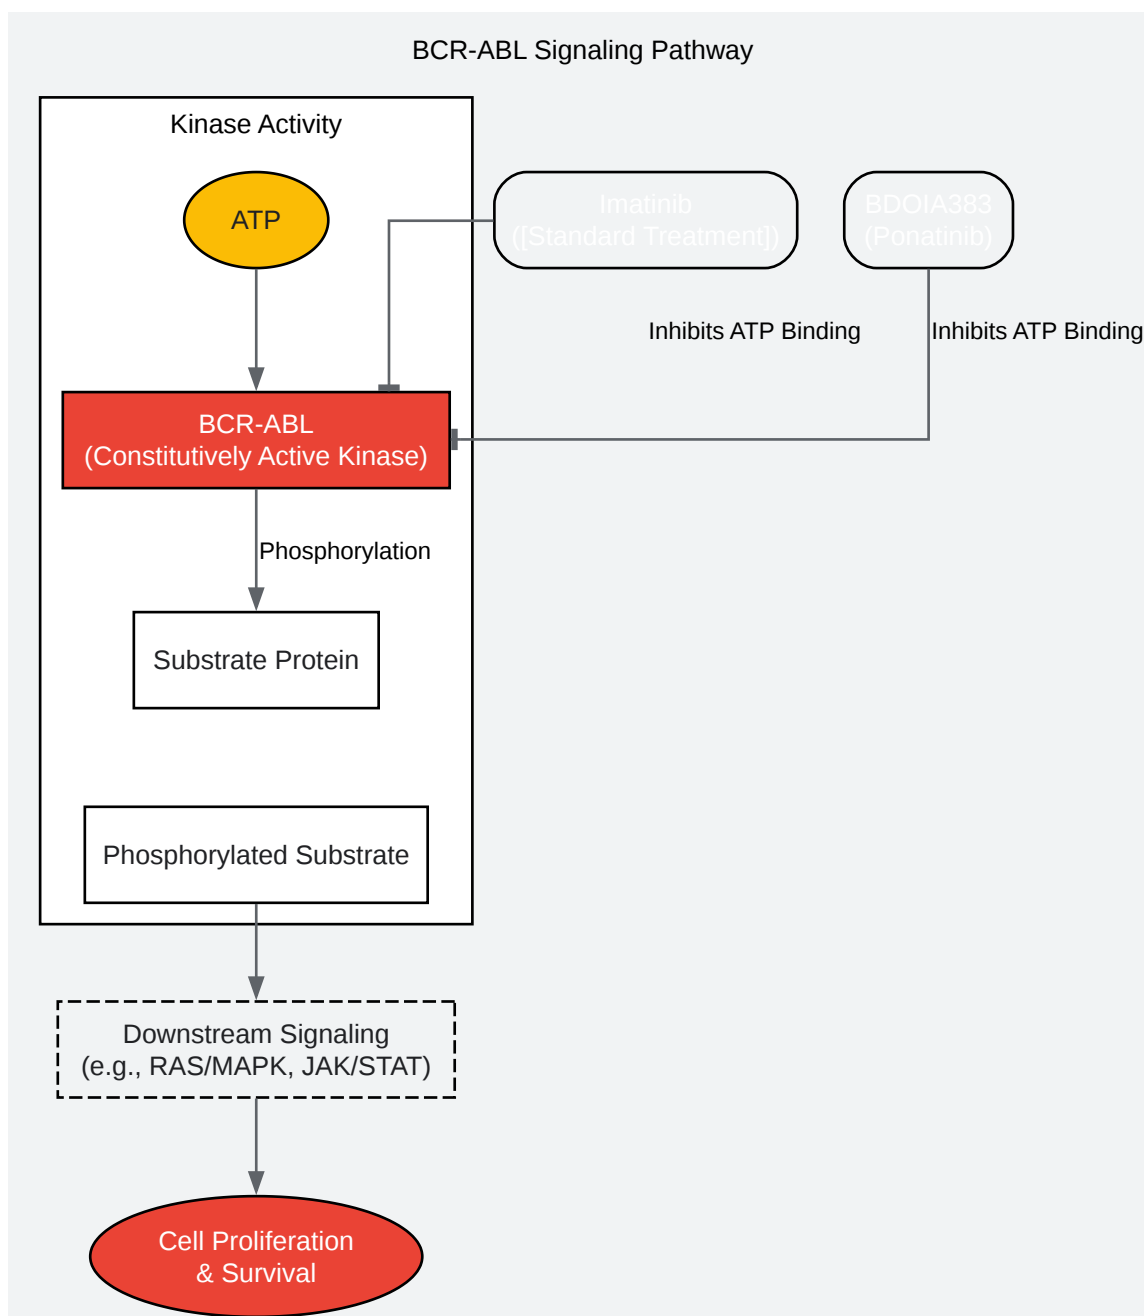 BCR-ABL Signaling Pathway
Kinase Activity
ATP
Imatinib
([Standard Treatment])
BDOIA383
(Ponatinib)
Inhibits ATP Binding
Inhibits ATP Binding
BCR-ABL
(Constitutively Active Kinase)
Phosphorylation
Substrate Protein
Phosphorylated Substrate
Downstream Signaling
(e.g., RAS/MAPK, JAK/STAT)
Cell Proliferation
& Survival